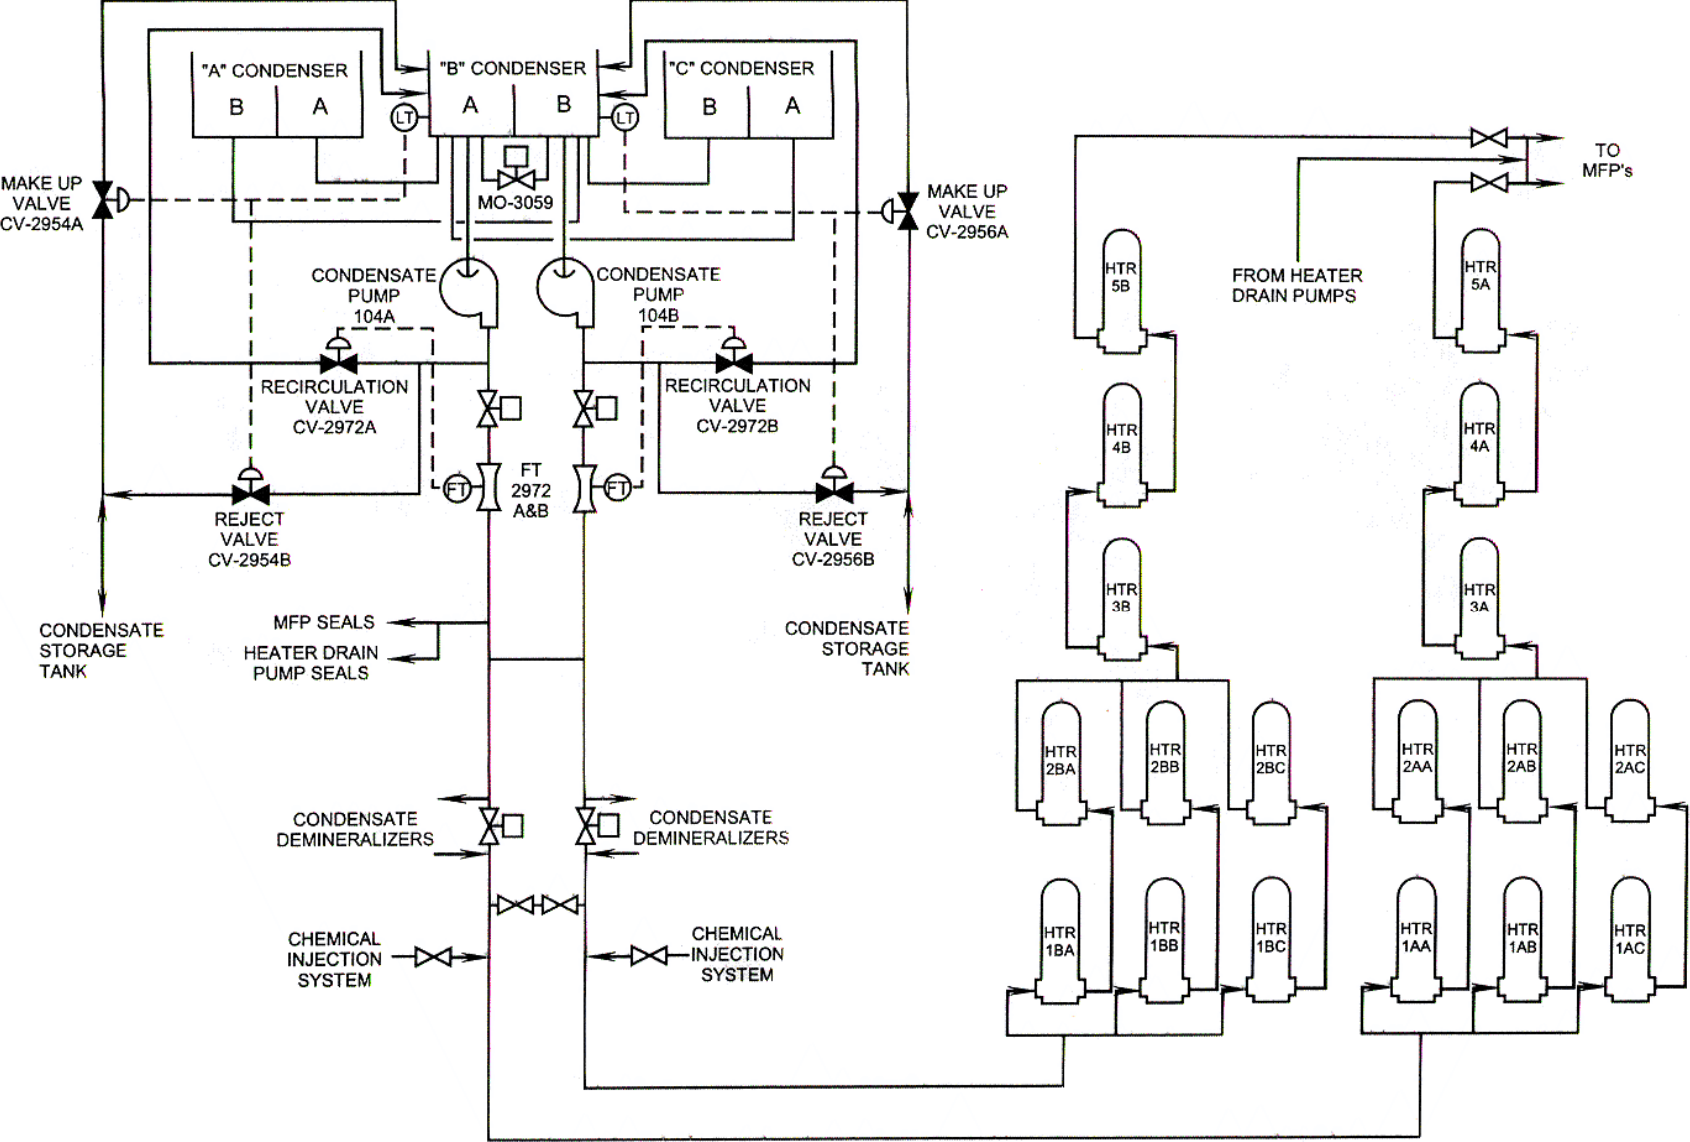 "A" CONDENSER
B A
"B" CONDENSER
A B
"C" CONDENSER
B A
LT
LT
MO-3059
MAKE UP
VALVE
CV-2954A
MAKE UP
VALVE
CV-2956A
TO
MFP's
FROM HEATER
DRAIN PUMPS
CONDENSATE
PUMP
104A
CONDENSATE
PUMP
104B
RECIRCULATION
VALVE
CV-2972A
RECIRCULATION
VALVE
CV-2972B
FT
FT
2972
A&B
FT
REJECT
VALVE
CV-2954B
REJECT
VALVE
CV-2956B
CONDENSATE
STORAGE
TANK
CONDENSATE
STORAGE
TANK
MFP SEALS
HEATER DRAIN
PUMP SEALS
CONDENSATE
DEMINERALIZERS
CONDENSATE
DEMINERALIZERS
CHEMICAL
INJECTION
SYSTEM
CHEMICAL
INJECTION
SYSTEM
HTR
5B
HTR
5A
HTR
4B
HTR
4A
HTR
3B
HTR
3A
HTR
2BA
HTR
2BB
HTR
2BC
HTR
2AA
HTR
2AB
HTR
2AC
HTR
1BA
HTR
1BB
HTR
1BC
HTR
1AA
HTR
1AB
HTR
1AC